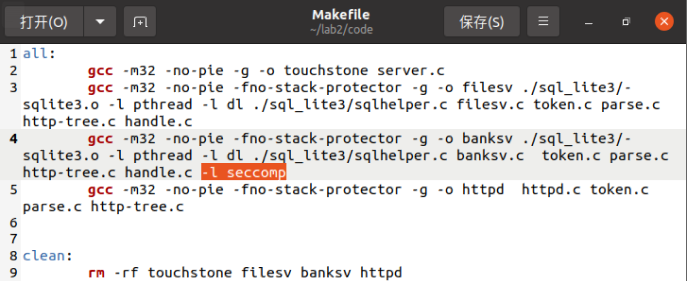 打开(O)
Makefile
~/lab2/code
保存(S)
1 all:
2 gcc -m32 -no-pie -g -o touchstone server.c
3 gcc -m32 -no-pie -fno-stack-protector -g -o filesv ./sql_lite3/-
sqlite3.o -l pthread -l dl ./sql_lite3/sqlhelper.c filesv.c token.c parse.c
http-tree.c handle.c
4 gcc -m32 -no-pie -fno-stack-protector -g -o banksv ./sql_lite3/-
sqlite3.o -l pthread -l dl ./sql_lite3/sqlhelper.c banksv.c  token.c parse.c
http-tree.c handle.c -l seccomp
5 gcc -m32 -no-pie -fno-stack-protector -g -o httpd  httpd.c token.c
parse.c http-tree.c
6
7
8 clean:
9 rm -rf touchstone filesv banksv httpd